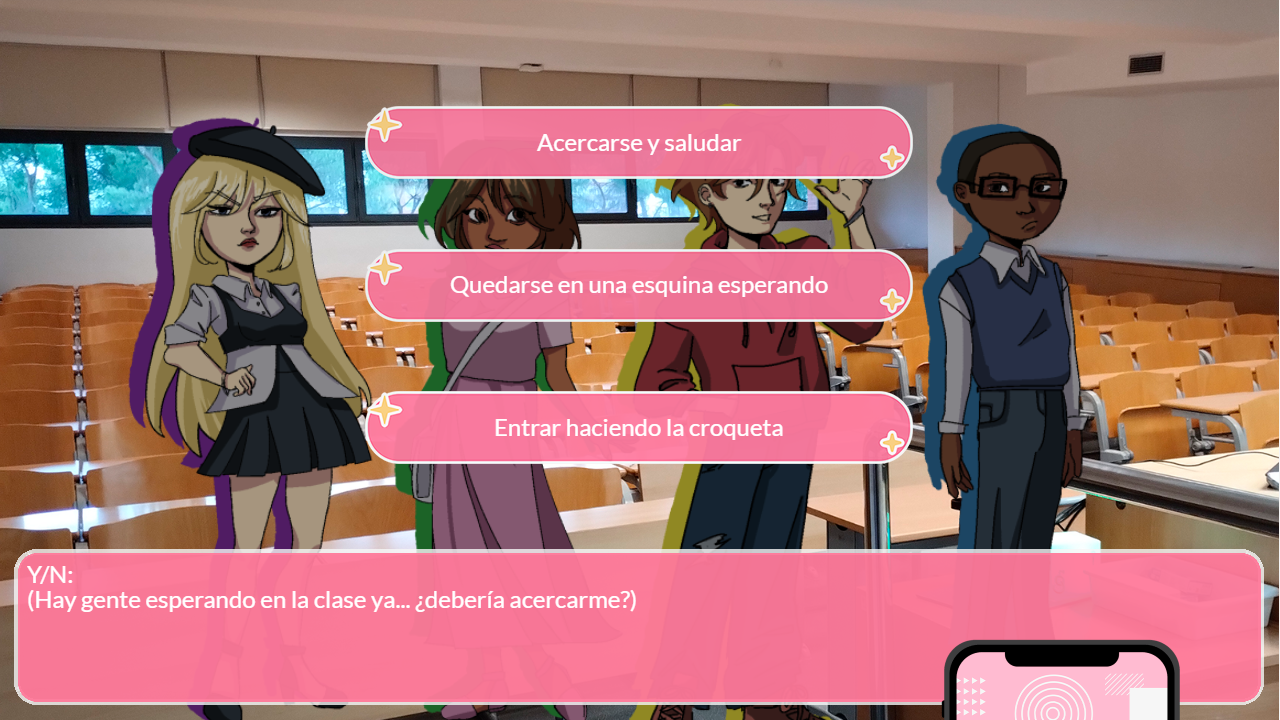 Acercarse y saludar
Quedarse en una esquina esperando
Entrar haciendo la croqueta
Y/N:
(Hay gente esperando en la clase ya... ¿debería acercarme?)